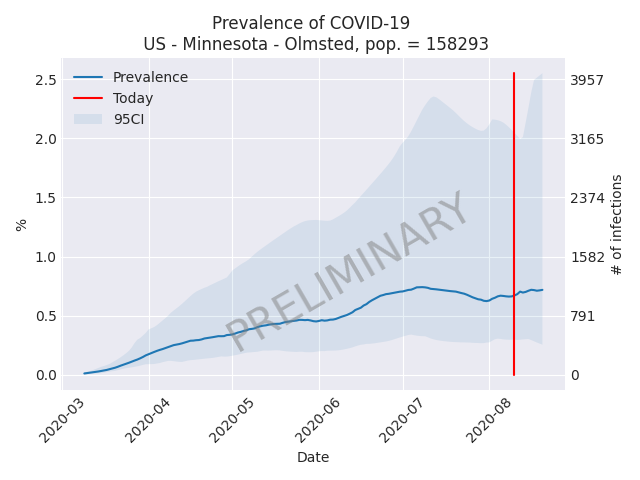 Prevalence of COVID-19
US - Minnesota - Olmsted, pop. = 158293
Prevalence
Today
95CI
PRELIMINARY
%
2.5
2.0
1.5
1.0
0.5
0.0
3957
3165
2374
1582
791
0
# of infections
2020-03
2020-04
2020-05
2020-06
2020-07
2020-08
Date